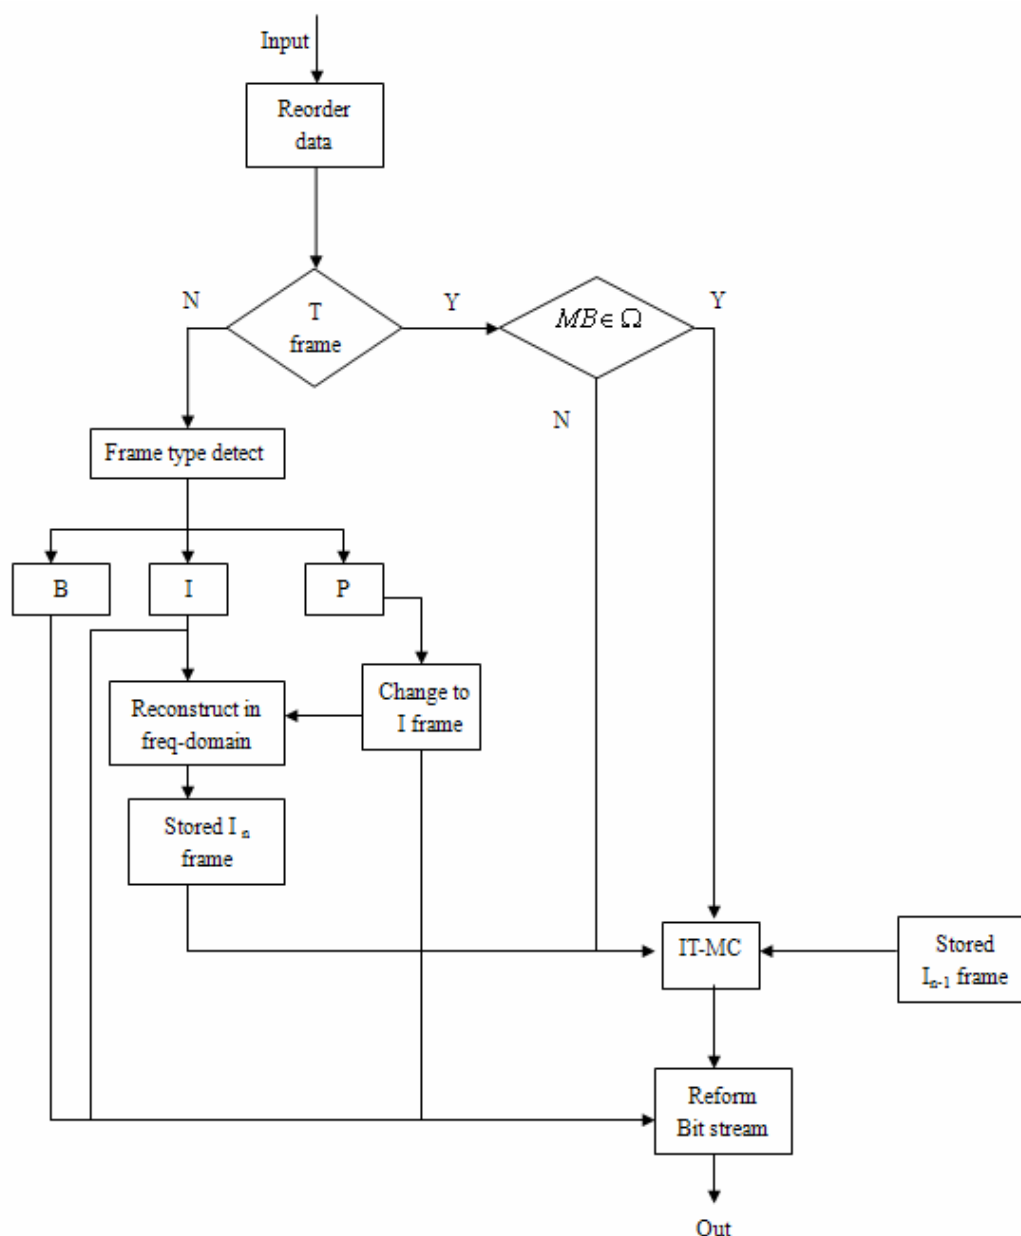 Input
Reorder
data
N
T
frame
Y
MB ∈ Ω
Y
N
Frame type detect
B
I
P
Reconstruct in
freq-domain
Change to
I frame
Stored I n
frame
IT-MC
Stored
I n-1 frame
Reform
Bit stream
Out